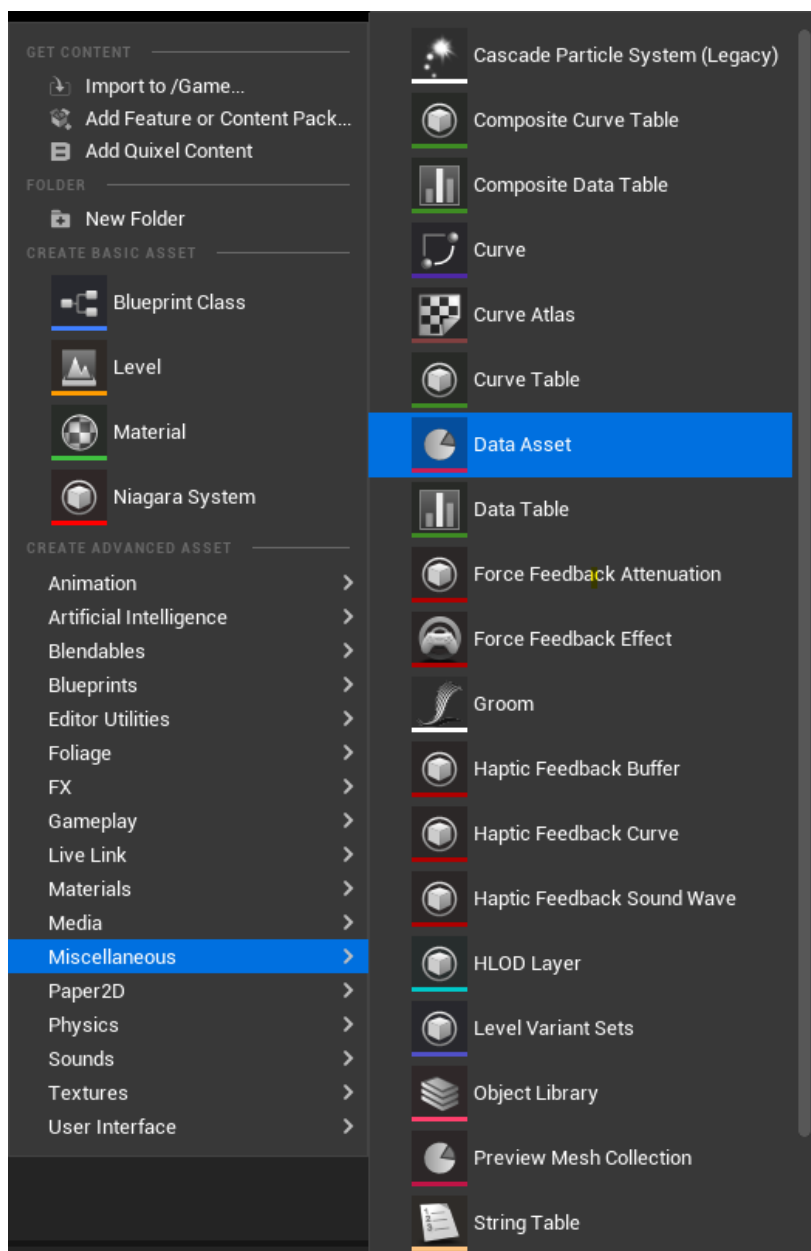 GET CONTENT
Import to /Game...
Add Feature or Content Pack...
Add Quixel Content
FOLDER
New Folder
CREATE BASIC ASSET
Blueprint Class
Level
Material
Niagara System
CREATE ADVANCED ASSET
Animation
Artificial Intelligence
Blendables
Blueprints
Editor Utilities
Foliage
FX
Gameplay
Live Link
Materials
Media
Miscellaneous
Paper2D
Physics
Sounds
Textures
User Interface
Cascade Particle System (Legacy)
Composite Curve Table
Composite Data Table
Curve
Curve Atlas
Curve Table
Data Asset
Data Table
Force Feedback Attenuation
Force Feedback Effect
Groom
Haptic Feedback Buffer
Haptic Feedback Curve
Haptic Feedback Sound Wave
HLOD Layer
Level Variant Sets
Object Library
Preview Mesh Collection
String Table